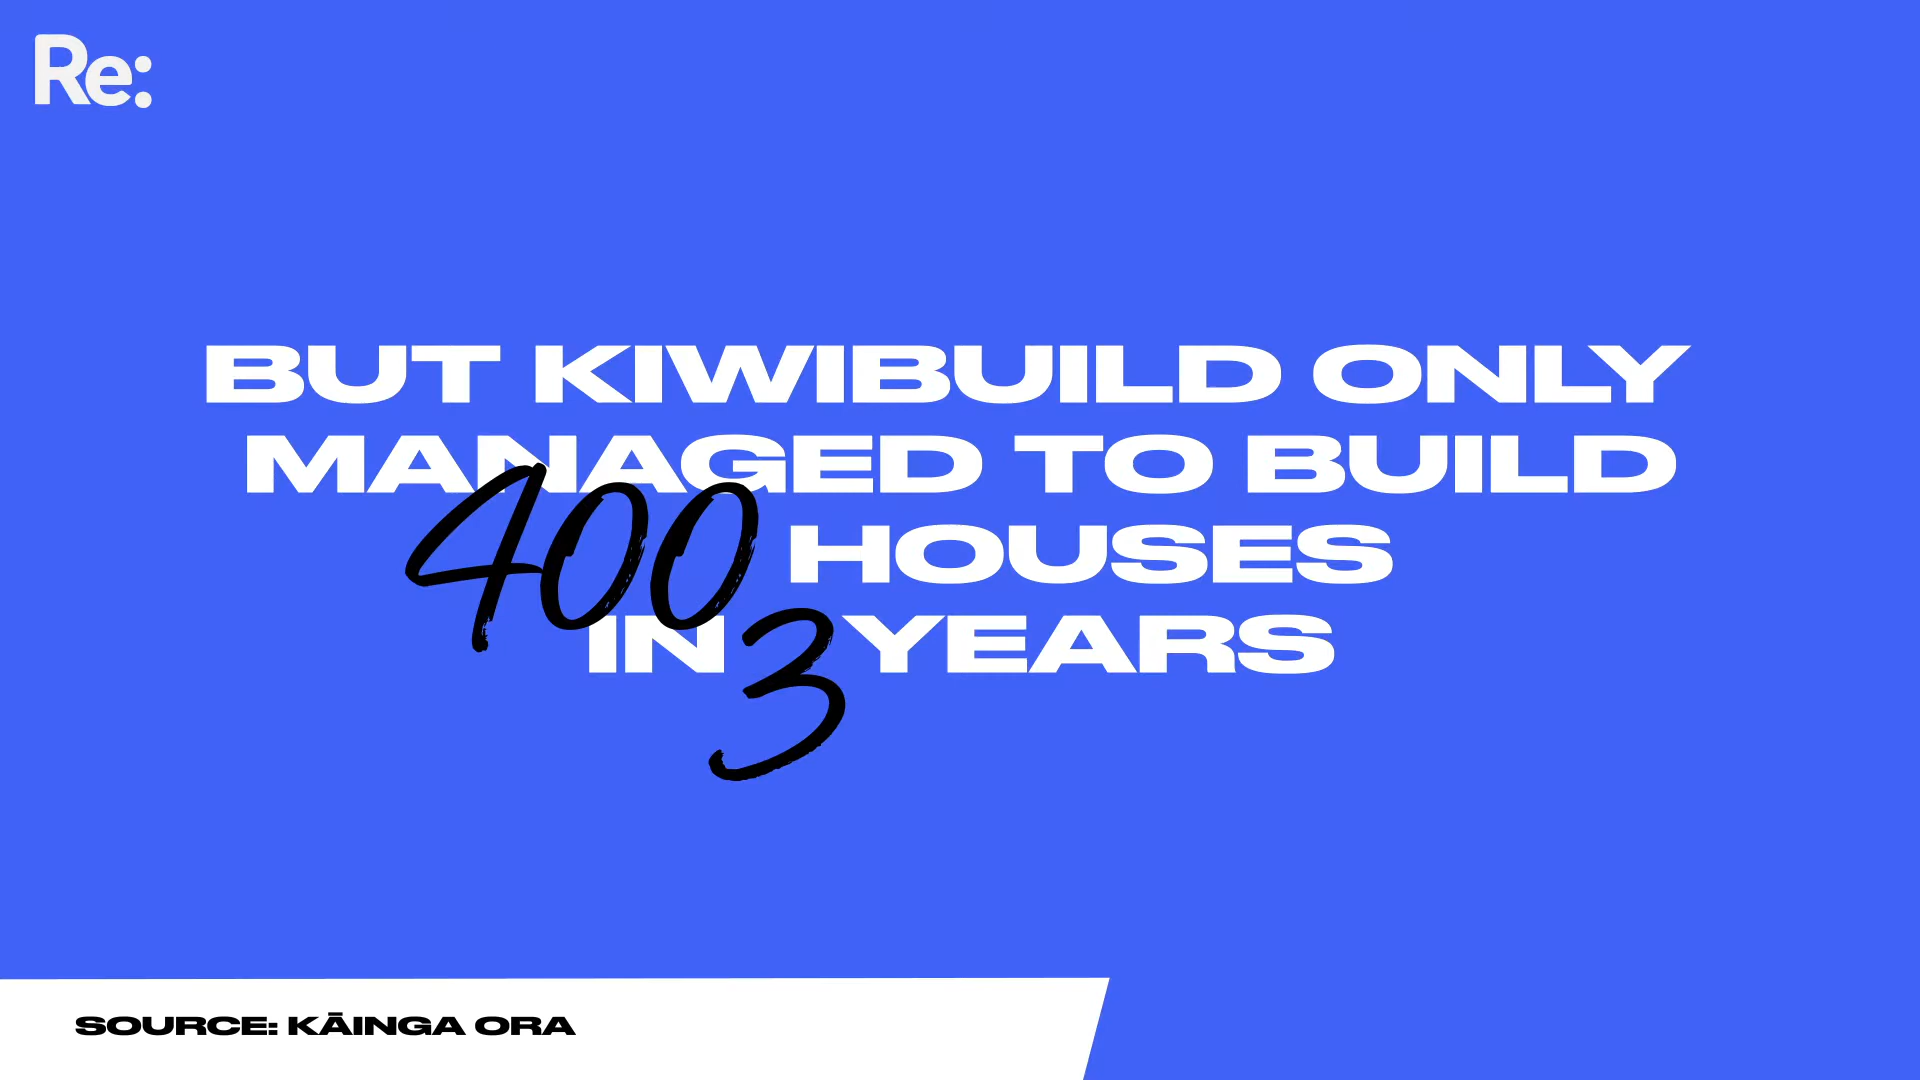 Re:
BUT KIWIBUILD ONLY
MANAGED TO BUILD
400 HOUSES
IN 3 YEARS
SOURCE: KĀINGA ORA